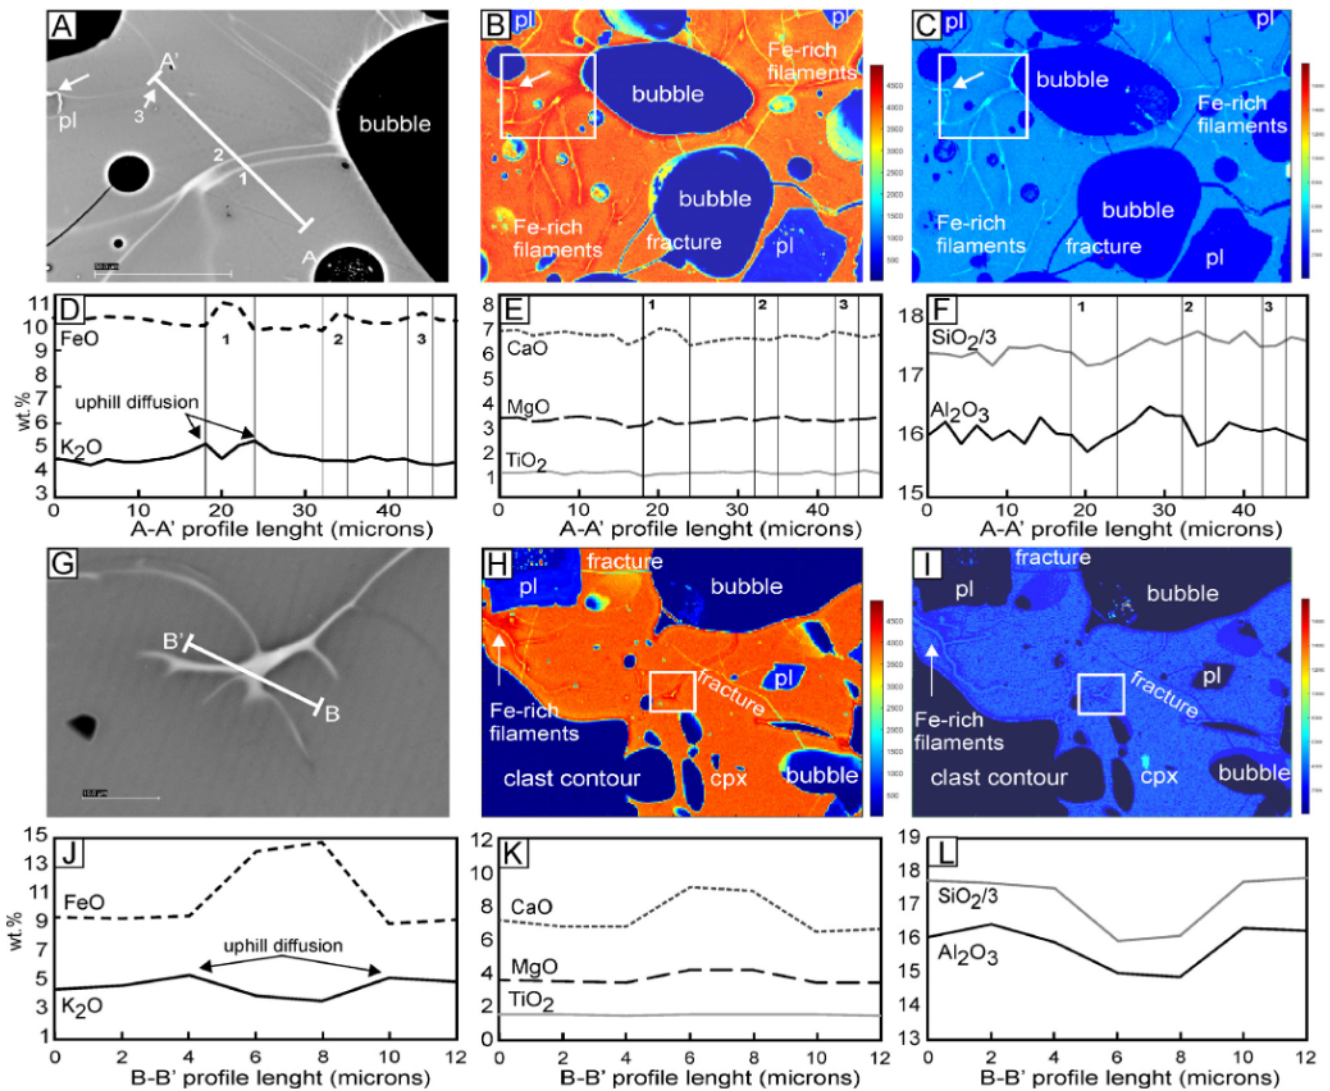 A
A'
3
pl
2
1
A
bubble
B
pl
pl
Fe-rich
filaments
bubble
bubble
Fe-rich
filaments
fracture
pl
4500
4000
3500
3000
2500
2000
1500
1000
500
C
pl
pl
bubble
Fe-rich
filaments
bubble
Fe-rich
filaments
fracture
pl
D
11
10
9
8
7
6
5
4
3
wt.%
FeO
1
2
3
uphill diffusion
K2O
0
10
20
30
40
A-A' profile lenght (microns)
E
8
7
6
5
4
3
2
1
1
2
3
CaO
MgO
TiO2
0
10
20
30
40
A-A' profile lenght (microns)
F
18
17
16
15
1
2
3
SiO2/3
Al2O3
0
10
20
30
40
A-A' profile lenght (microns)
G
B'
B
H
fracture
pl
bubble
pl
fracture
Fe-rich
filaments
clast contour
cpx
bubble
4500
4000
3500
3000
2500
2000
1500
1000
500
I
fracture
pl
bubble
pl
fracture
Fe-rich
filaments
clast contour
cpx
bubble
J
15
13
11
9
7
5
3
1
wt.%
FeO
uphill diffusion
K2O
0
2
4
6
8
10
12
B-B' profile lenght (microns)
K
12
10
8
6
4
2
0
CaO
MgO
TiO2
0
2
4
6
8
10
12
B-B' profile lenght (microns)
L
19
18
17
16
15
14
13
SiO2/3
Al2O3
0
2
4
6
8
10
12
B-B' profile lenght (microns)